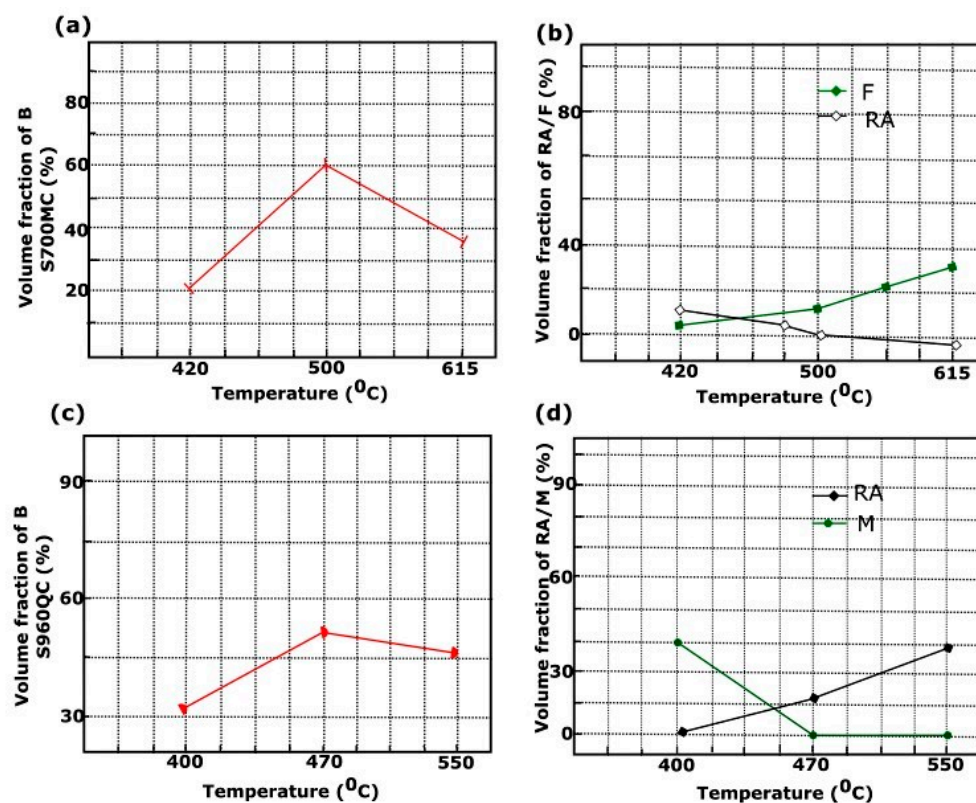 (a)
Volume fraction of B
S700MC (%)
80
60
40
20
420
500
615
Temperature (⁰C)
(b)
Volume fraction of RA/F (%)
F
RA
80
40
0
420
500
615
Temperature (⁰C)
(c)
Volume fraction of B
S960QC (%)
90
60
30
400
470
550
Temperature (⁰C)
(d)
Volume fraction of RA/M (%)
RA
M
90
60
30
0
400
470
550
Temperature (⁰C)